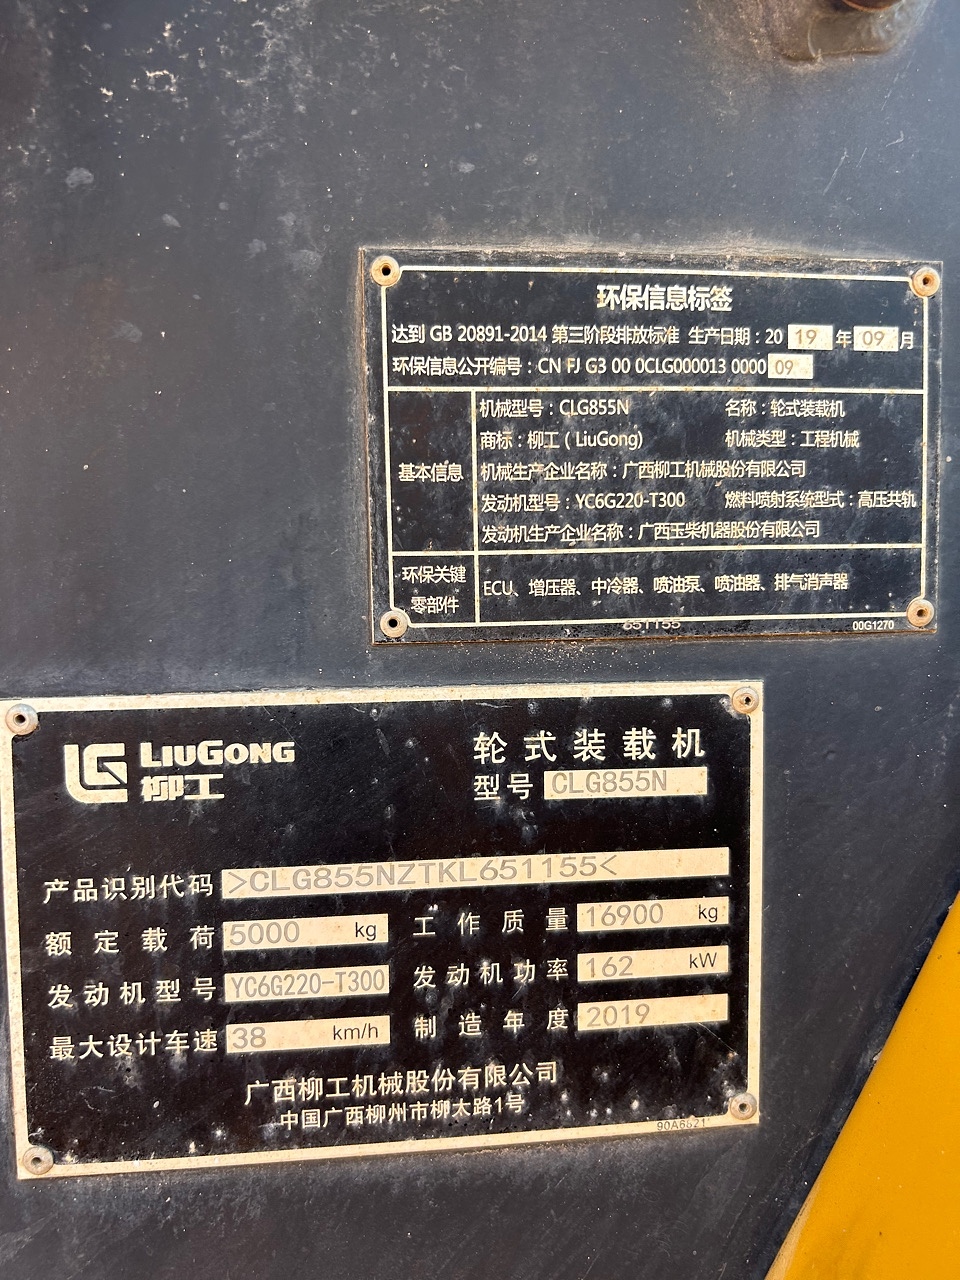 环保信息标签
达到 GB 20891-2014 第三阶段排放标准 生产日期：20 19 年 09 月
环保信息公开编号：CN FJ G3 00 0CLG000013 0000 09
基本信息
机械型号：CLG855N 名称：轮式装载机
商标：柳工 ( LiuGong) 机械类型：工程机械
机械生产企业名称：广西柳工机械股份有限公司
发动机型号：YC6G220-T300 燃料喷射系统型式：高压共轨
发动机生产企业名称：广西玉柴机器股份有限公司
环保关键
零部件
ECU、增压器、中冷器、喷油泵、喷油器、排气消声器
651155 00G1270
LIUGONG
柳工
轮式装载机
型号 CLG855N
产品识别代码 >CLG855NZTKL651155<
额定载荷 5000 kg 工作质量 16900 kg
发动机型号 YC6G220-T300 发动机功率 162 kW
最大设计车速 38 km/h 制造年度 2019
广西柳工机械股份有限公司
中国广西柳州市柳太路1号
90A6821